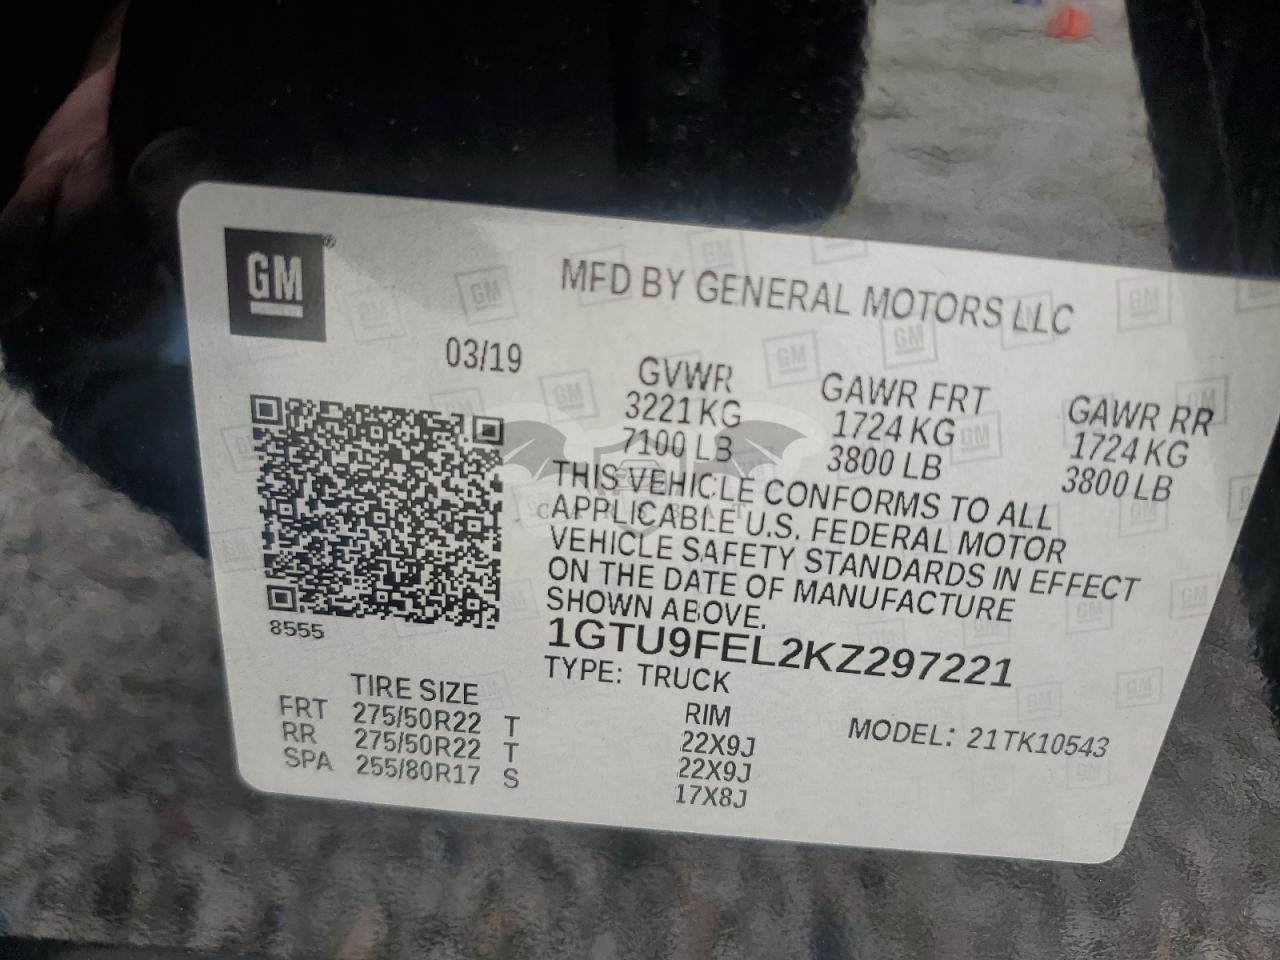 GM
MFD BY GENERAL MOTORS LLC
03/19
GVWR GAWR FRT GAWR RR
3221 KG 1724 KG 1724 KG
7100 LB 3800 LB 3800 LB
THIS VEHICLE CONFORMS TO ALL
APPLICABLE U.S. FEDERAL MOTOR
VEHICLE SAFETY STANDARDS IN EFFECT
ON THE DATE OF MANUFACTURE
SHOWN ABOVE.
8555
1GTU9FEL2KZ297221
TYPE: TRUCK
TIRE SIZE RIM MODEL: 21TK10543
FRT 275/50R22 T 22X9J
RR 275/50R22 T 22X9J
SPA 255/80R17 S 17X8J